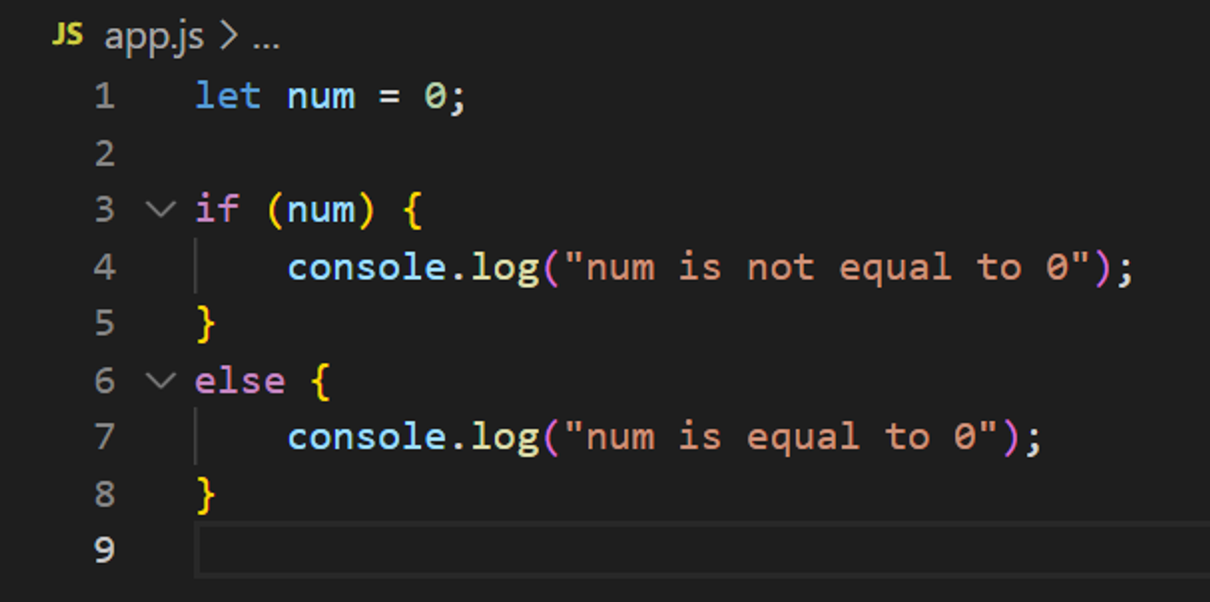 JS app.js > ...
1 let num = 0;
2
3 if (num) {
4     console.log("num is not equal to 0");
5 }
6 else {
7     console.log("num is equal to 0");
8 }
9